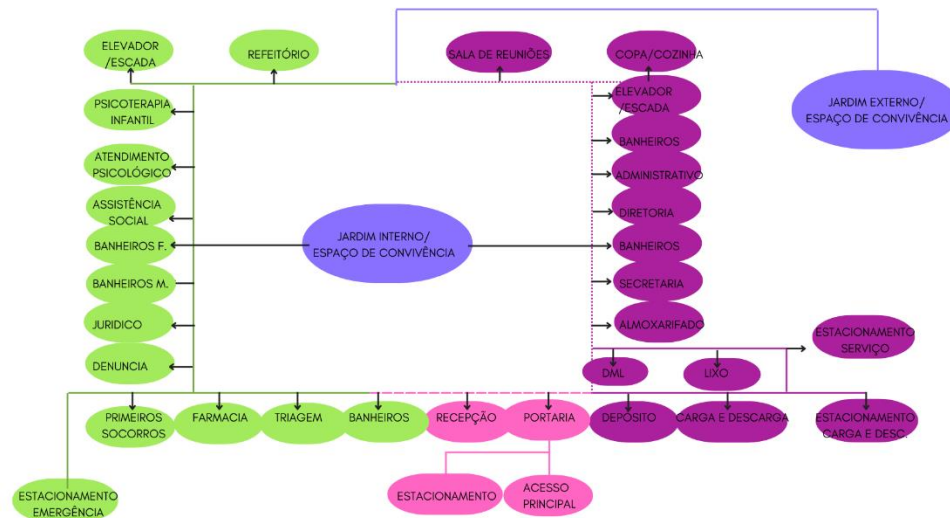 ELEVADOR
/ESCADA
REFEITÓRIO
SALA DE REUNIÕES
COPA/COZINHA
PSICOTERAPIA
INFANTIL
ELEVADOR
/ESCADA
JARDIM EXTERNO/
ESPAÇO DE CONVIVÊNCIA
BANHEIROS
ATENDIMENTO
PSICOLÓGICO
ADMINISTRATIVO
ASSISTÊNCIA
SOCIAL
DIRETORIA
JARDIM INTERNO/
ESPAÇO DE CONVIVÊNCIA
BANHEIROS F.
BANHEIROS
BANHEIROS M.
SECRETARIA
JURIDICO
ALMOXARIFADO
ESTACIONAMENTO
SERVIÇO
DENUNCIA
DML
LIXO
PRIMEIROS
SOCORROS
FARMACIA
TRIAGEM
BANHEIROS
RECEPÇÃO
PORTARIA
DEPÓSITO
CARGA E DESCARGA
ESTACIONAMENTO
CARGA E DESC.
ESTACIONAMENTO
EMERGÊNCIA
ESTACIONAMENTO
ACESSO
PRINCIPAL